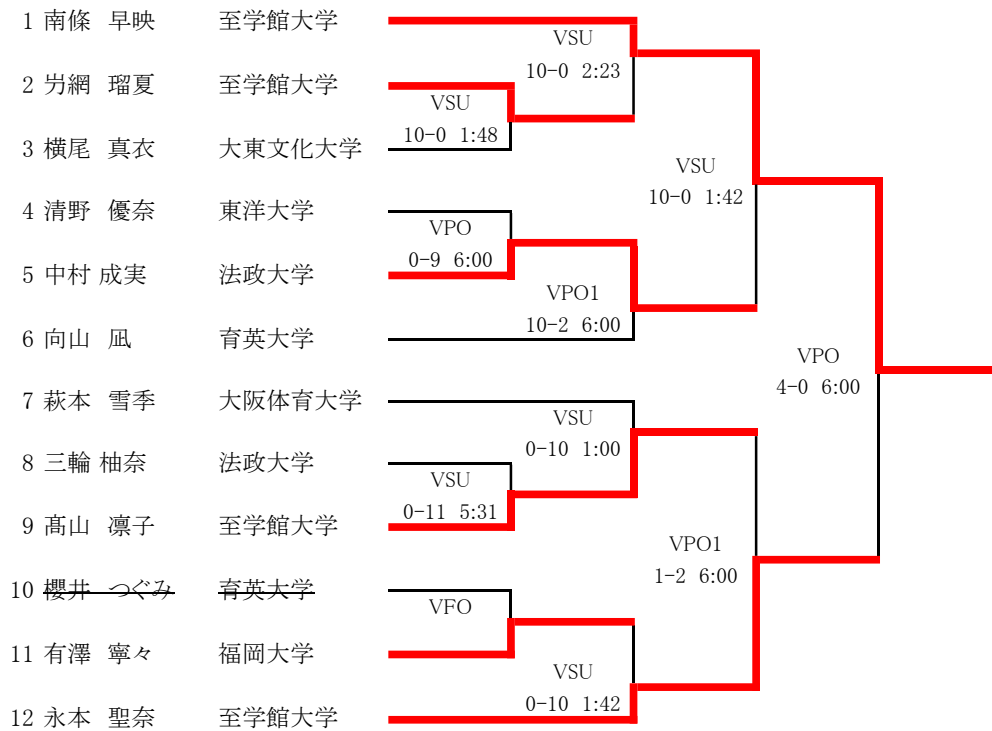 1 南條 早映 至学館大学
VSU
10-0 2:23
2 屶網 瑠夏 至学館大学
VSU
10-0 1:48
3 横尾 真衣 大東文化大学
VSU
10-0 1:42
4 清野 優奈 東洋大学
VPO
0-9 6:00
5 中村 成実 法政大学
VPO1
10-2 6:00
6 向山 凪 育英大学
VPO
4-0 6:00
7 萩本 雪季 大阪体育大学
VSU
0-10 1:00
8 三輪 柚奈 法政大学
VSU
0-11 5:31
9 髙山 凛子 至学館大学
VPO1
1-2 6:00
10 櫻井 つぐみ 育英大学
VFO
11 有澤 寧々 福岡大学
VSU
0-10 1:42
12 永本 聖奈 至学館大学